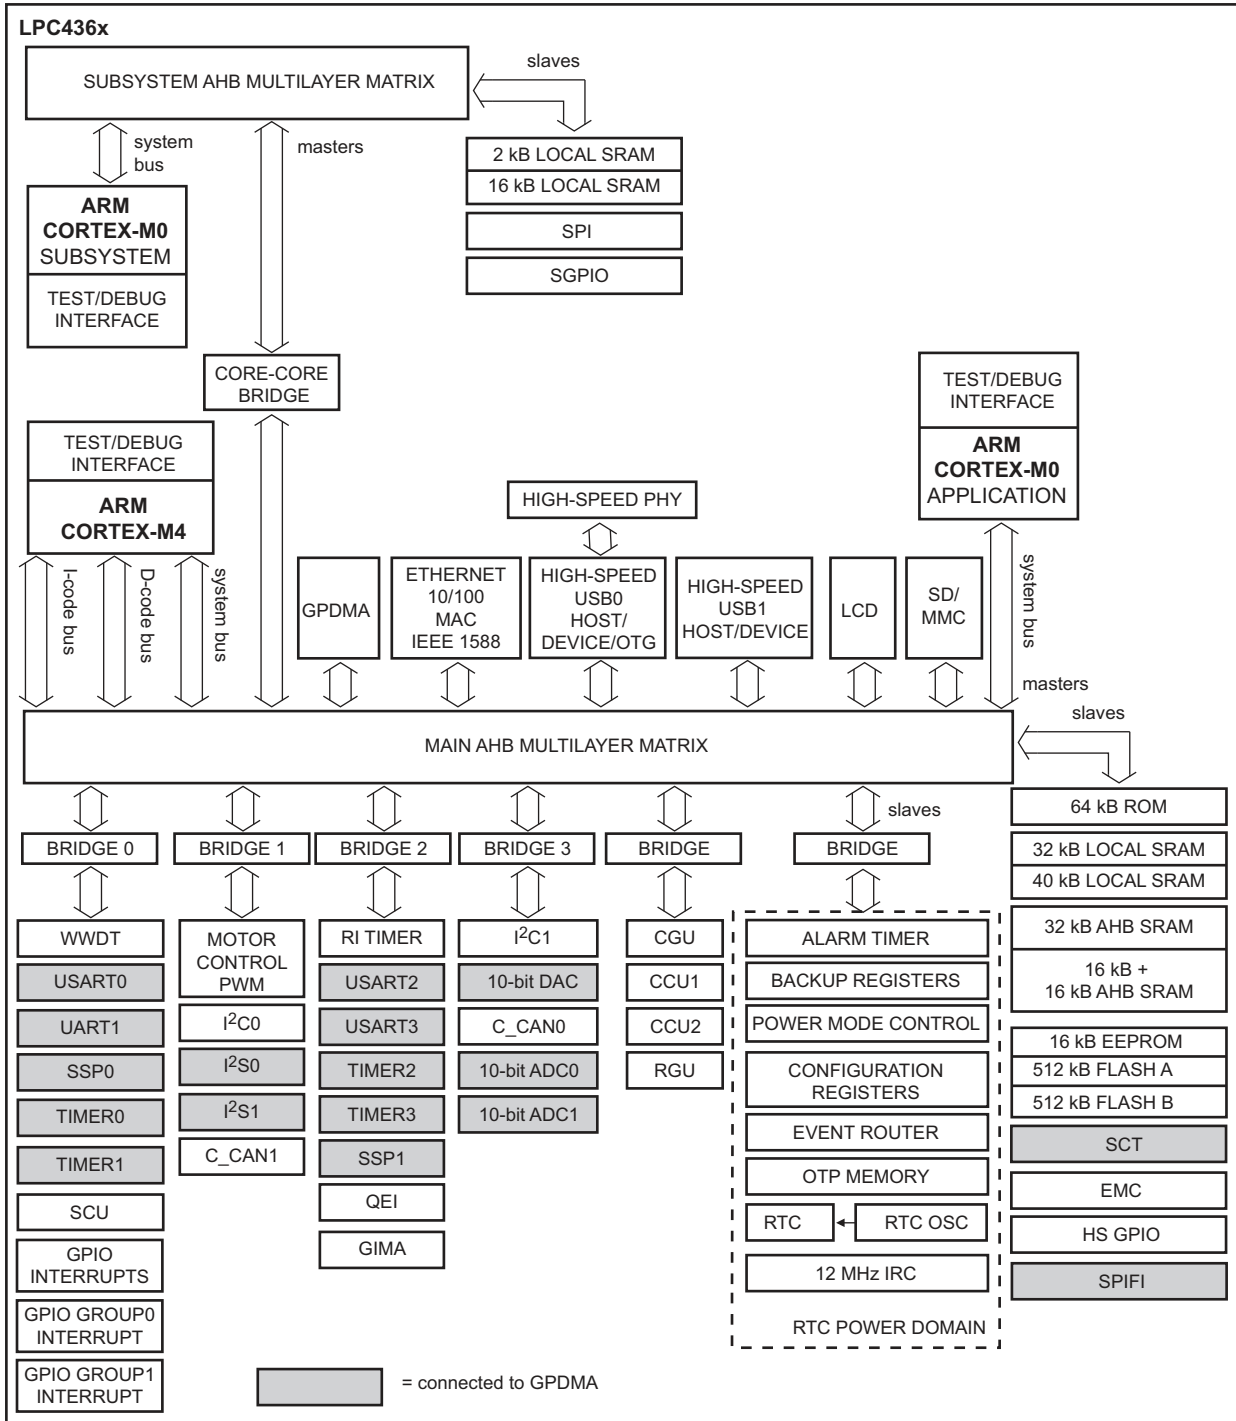 LPC436x
SUBSYSTEM AHB MULTILAYER MATRIX
slaves
system
bus
masters
2 kB LOCAL SRAM
16 kB LOCAL SRAM
SPI
SGPIO
ARM
CORTEX-M0
SUBSYSTEM
TEST/DEBUG
INTERFACE
CORE-CORE
BRIDGE
TEST/DEBUG
INTERFACE
ARM
CORTEX-M0
APPLICATION
TEST/DEBUG
INTERFACE
ARM
CORTEX-M4
HIGH-SPEED PHY
I-code bus
D-code bus
system bus
GPDMA
ETHERNET
10/100
MAC
IEEE 1588
HIGH-SPEED
USB0
HOST/
DEVICE/OTG
HIGH-SPEED
USB1
HOST/DEVICE
LCD
SD/
MMC
system bus
masters
slaves
MAIN AHB MULTILAYER MATRIX
slaves
BRIDGE 0
BRIDGE 1
BRIDGE 2
BRIDGE 3
BRIDGE
BRIDGE
WWDT
USART0
UART1
SSP0
TIMER0
TIMER1
SCU
GPIO
INTERRUPTS
GPIO GROUP0
INTERRUPT
GPIO GROUP1
INTERRUPT
MOTOR
CONTROL
PWM
I²C0
I²S0
I²S1
C_CAN1
RI TIMER
USART2
USART3
TIMER2
TIMER3
SSP1
QEI
GIMA
I²C1
10-bit DAC
C_CAN0
10-bit ADC0
10-bit ADC1
CGU
CCU1
CCU2
RGU
ALARM TIMER
BACKUP REGISTERS
POWER MODE CONTROL
CONFIGURATION
REGISTERS
EVENT ROUTER
OTP MEMORY
RTC
RTC OSC
12 MHz IRC
RTC POWER DOMAIN
64 kB ROM
32 kB LOCAL SRAM
40 kB LOCAL SRAM
32 kB AHB SRAM
16 kB +
16 kB AHB SRAM
16 kB EEPROM
512 kB FLASH A
512 kB FLASH B
SCT
EMC
HS GPIO
SPIFI
= connected to GPDMA